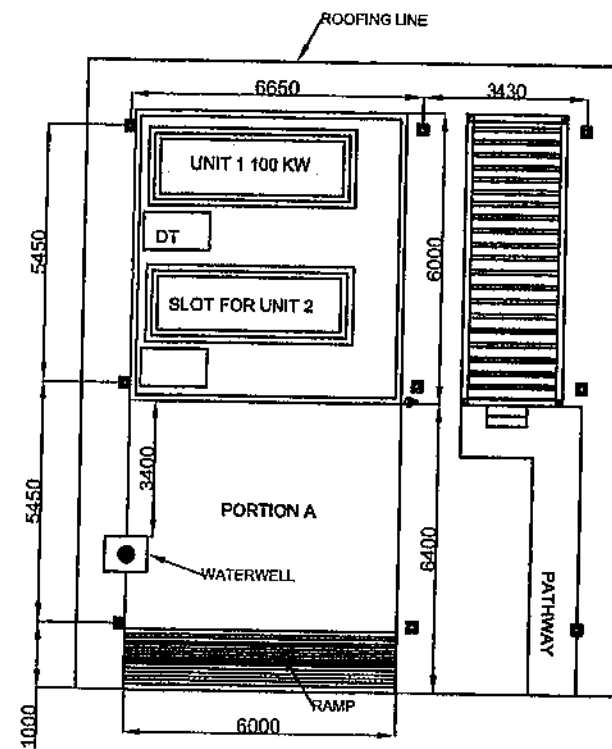 ROOFING LINE
6650
3430
UNIT 1 100 KW
DT
5450
6000
SLOT FOR UNIT 2
3400
5450
PORTION A
6400
WATERWELL
PATHWAY
RAMP
1000
6000